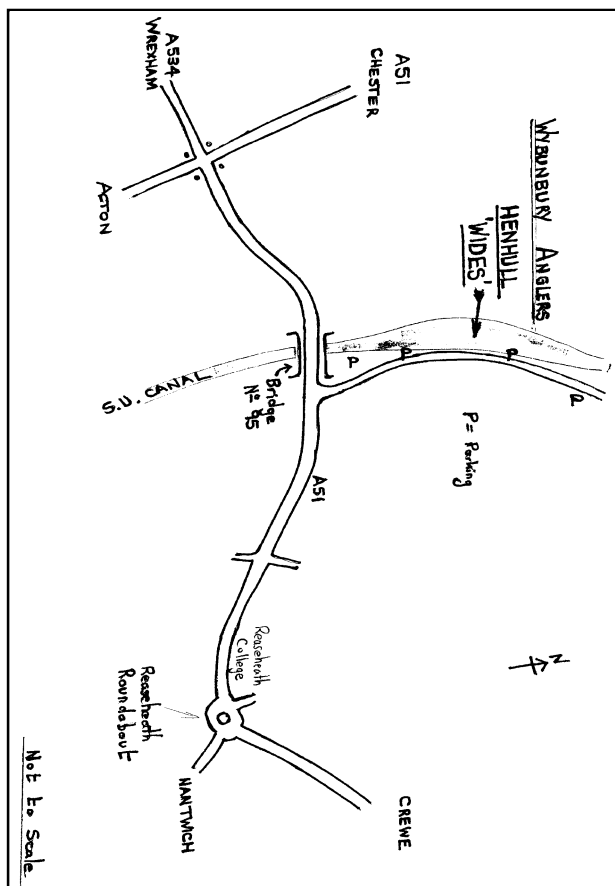 WYBUNBURY ANGLERS
HENHULL
'WIDES'
A51
CHESTER
A534
WREXHAM
ACTON
P
P
P
P
P = Parking
S.U. CANAL
Bridge
No 95
A51
N
Reaseheath
College
Reaseheath
Roundabout
NANTWICH
CREWE
Not to Scale